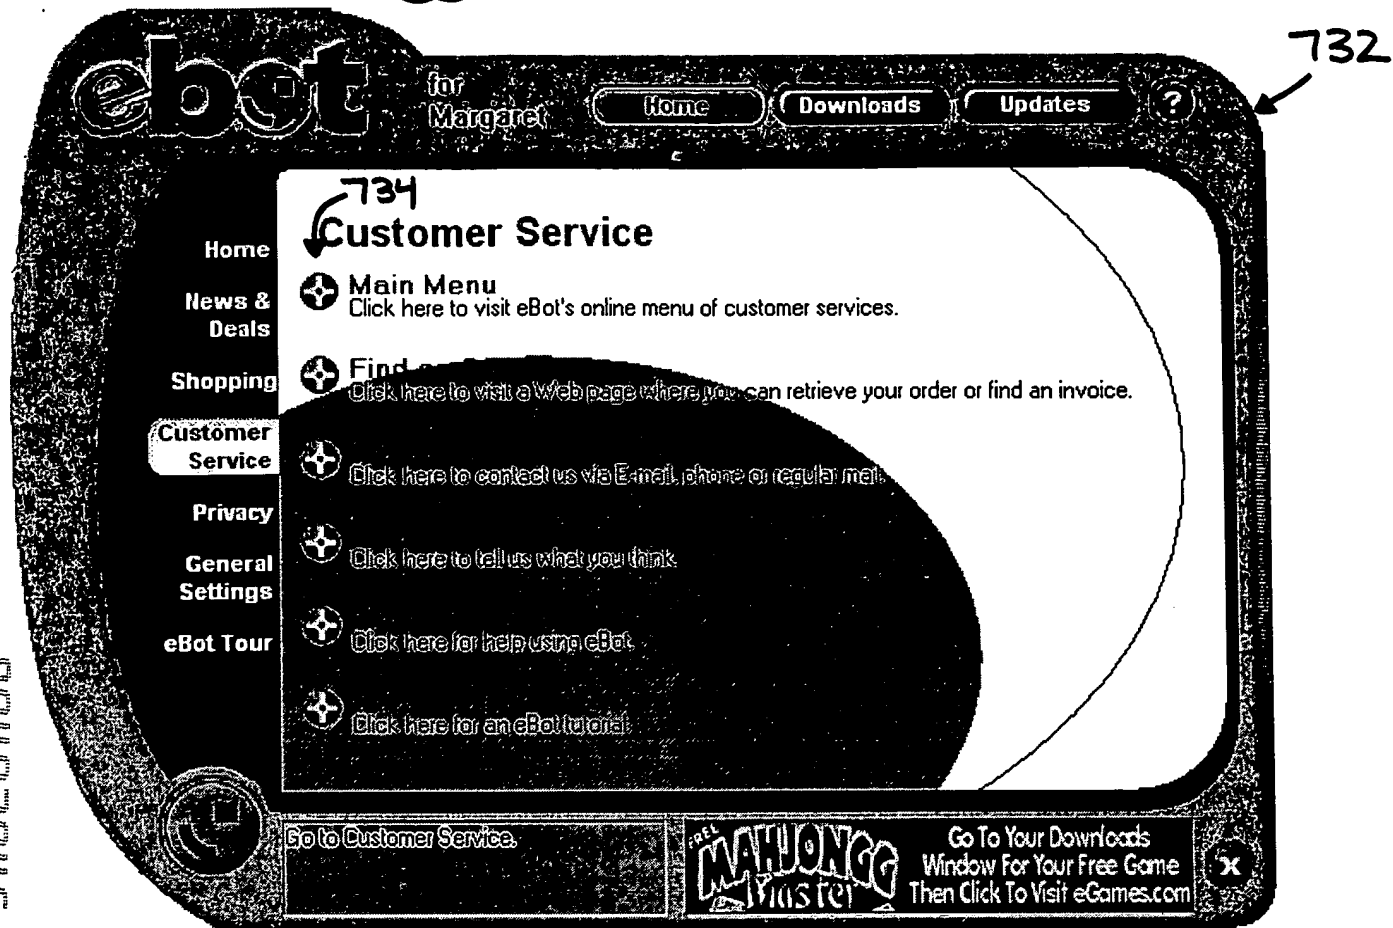 732
ebot
for
Margaret
Home
Downloads
Updates
?
734
Customer Service
Home
News &
Deals
Shopping
Customer
Service
Privacy
General
Settings
eBot Tour
Main Menu
Click here to visit eBot's online menu of customer services.
Find
Click here to visit a Web page where you can retrieve your order or find an invoice.
Click here to contact us via E-mail, phone or regular mail.
Click here to tell us what you think.
Click here for help using eBot.
Click here for an eBot tutorial.
Go to Customer Service.
FREE
MAHJONGG
Master
Go To Your Downloads
Window For Your Free Game
Then Click To Visit eGames.com
X